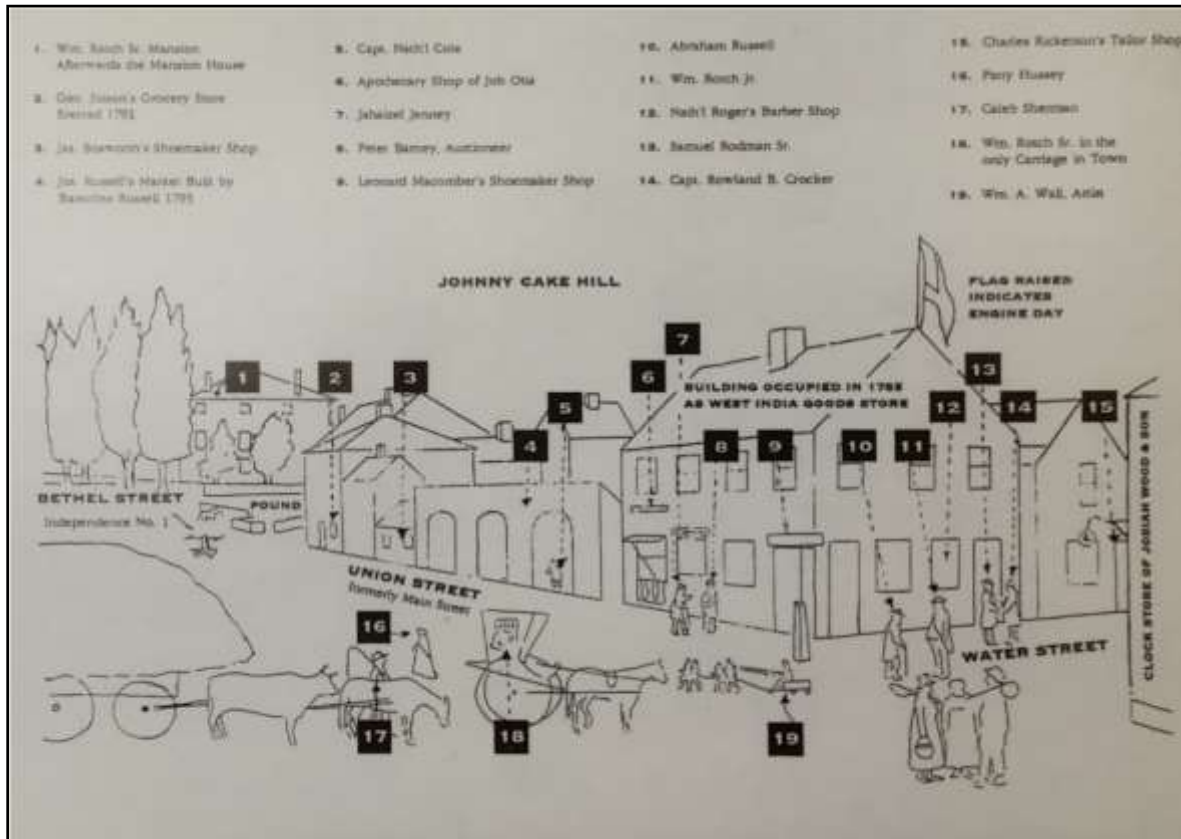 1. Wm. Rotch Sr. Mansion
Afterwards the Mansion House
2. Geo. Grocery Store
Erected
3. Jas. Bosworth's Shoemaker Shop
4. Jos. Russell's Market Built by
Russell 1795
5. Capt. Nath'l Cole
6. Apothecary Shop of Job Otis
7. Jahaziel Jenney
8. Peter Barney, Auctioneer
9. Leonard Macomber's Shoemaker Shop
10. Abraham Russell
11. Wm. Rotch Jr.
12. Nath'l Roger's Barber Shop
13. Samuel Rodman Sr.
14. Capt. Rowland R. Crocker
15. Charles Ricketson's Tailor Shop
16. Hussey
17. Caleb Sherman
18. Wm. Rotch Sr. in the
only Carriage in Town
19. Wm. A. Wall, Artist
JOHNNY CAKE HILL
FLAG RAISED
INDICATES
ENGINE DAY
1
2
3
4
5
6
7
BUILDING OCCUPIED IN
AS WEST INDIA GOODS STORE
8
9
10
11
12
13
14
15
BETHEL STREET
POUND
Independence No. 1
UNION STREET
formerly Main Street
16
17
18
19
WATER STREET
CLOCK STORE OF JOSIAH WOOD & SON